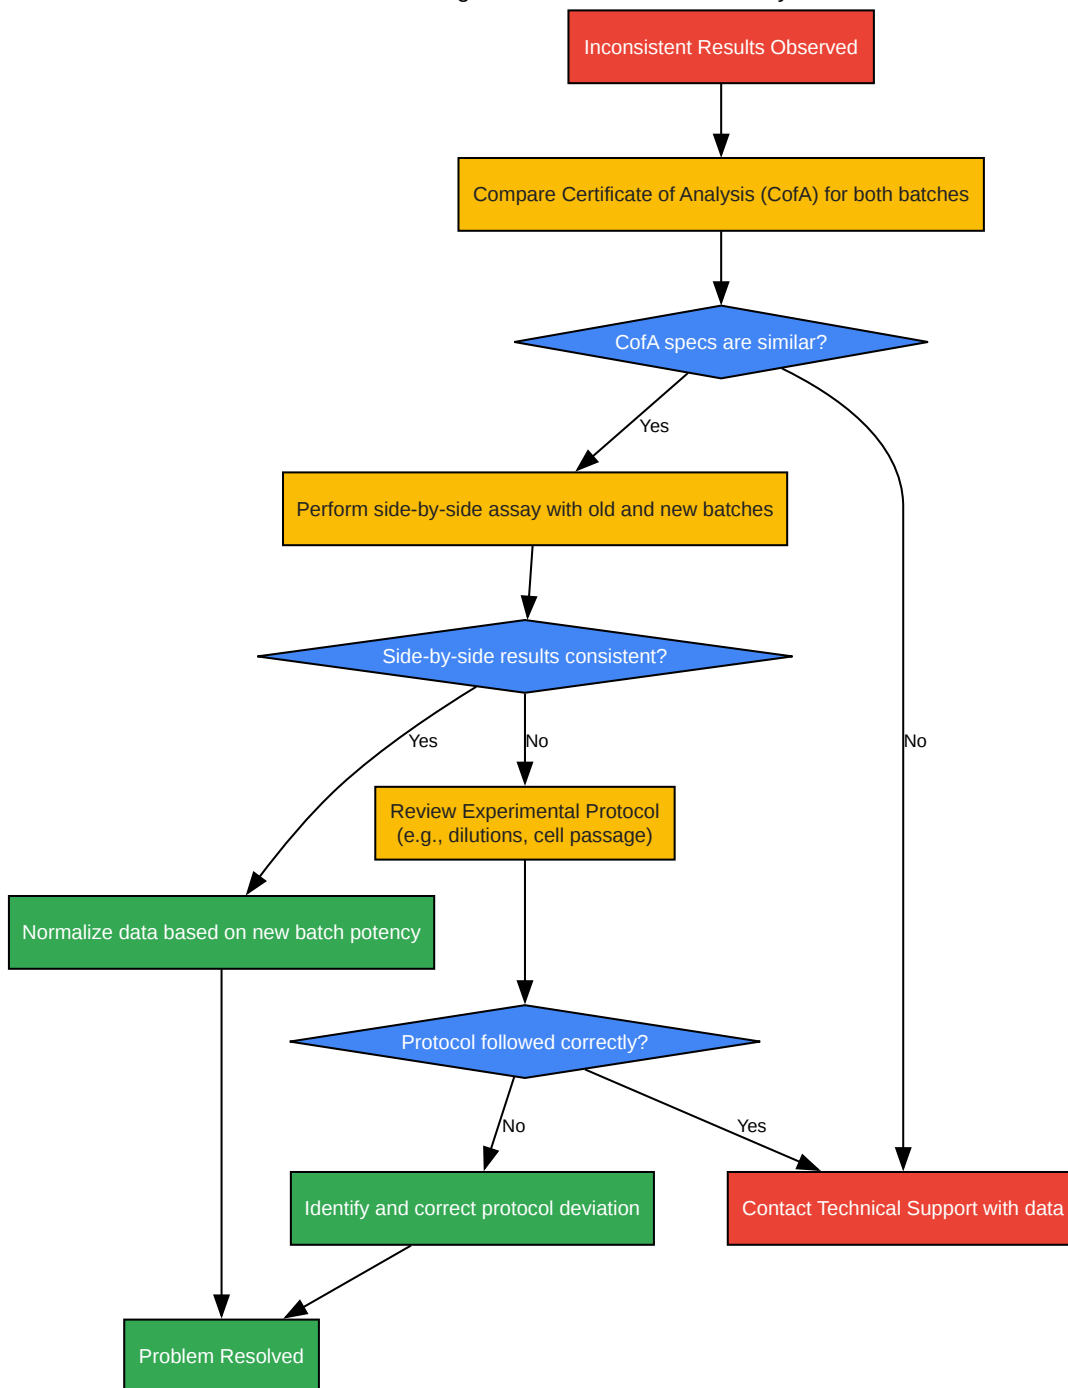 Inconsistent Results Observed
Compare Certificate of Analysis (CofA) for both batches
CofA specs are similar?
Yes
Perform side-by-side assay with old and new batches
Side-by-side results consistent?
Yes
No
No
Review Experimental Protocol
(e.g., dilutions, cell passage)
Normalize data based on new batch potency
Protocol followed correctly?
No
Yes
Identify and correct protocol deviation
Contact Technical Support with data
Problem Resolved